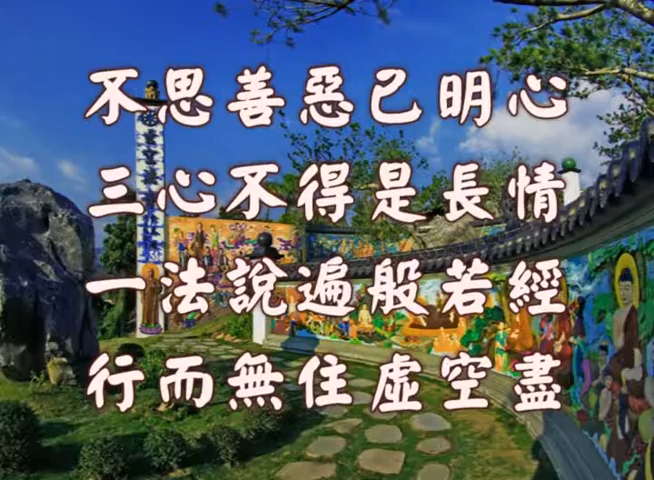 不思善惡已明心
三心不得是長情
一法說遍般若經
行而無住虛空盡